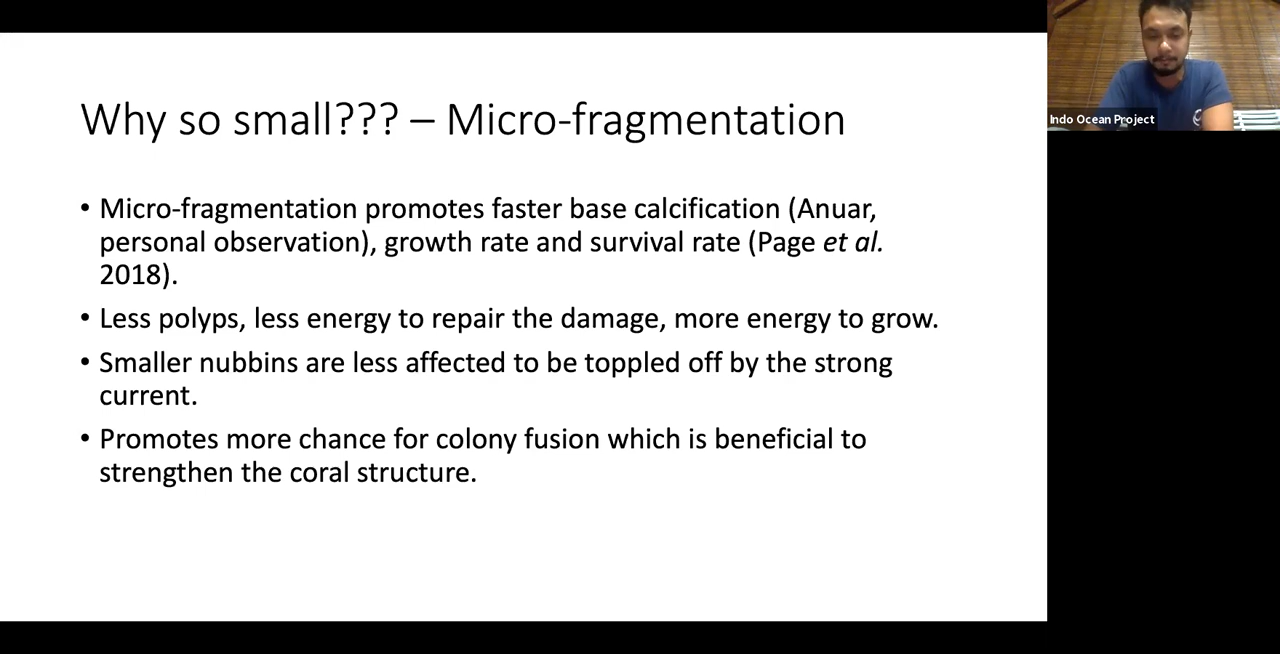 Why so small??? – Micro-fragmentation
• Micro-fragmentation promotes faster base calcification (Anuar,
personal observation), growth rate and survival rate (Page et al.
2018).
• Less polyps, less energy to repair the damage, more energy to grow.
• Smaller nubbins are less affected to be toppled off by the strong
current.
• Promotes more chance for colony fusion which is beneficial to
strengthen the coral structure.
Indo Ocean Project